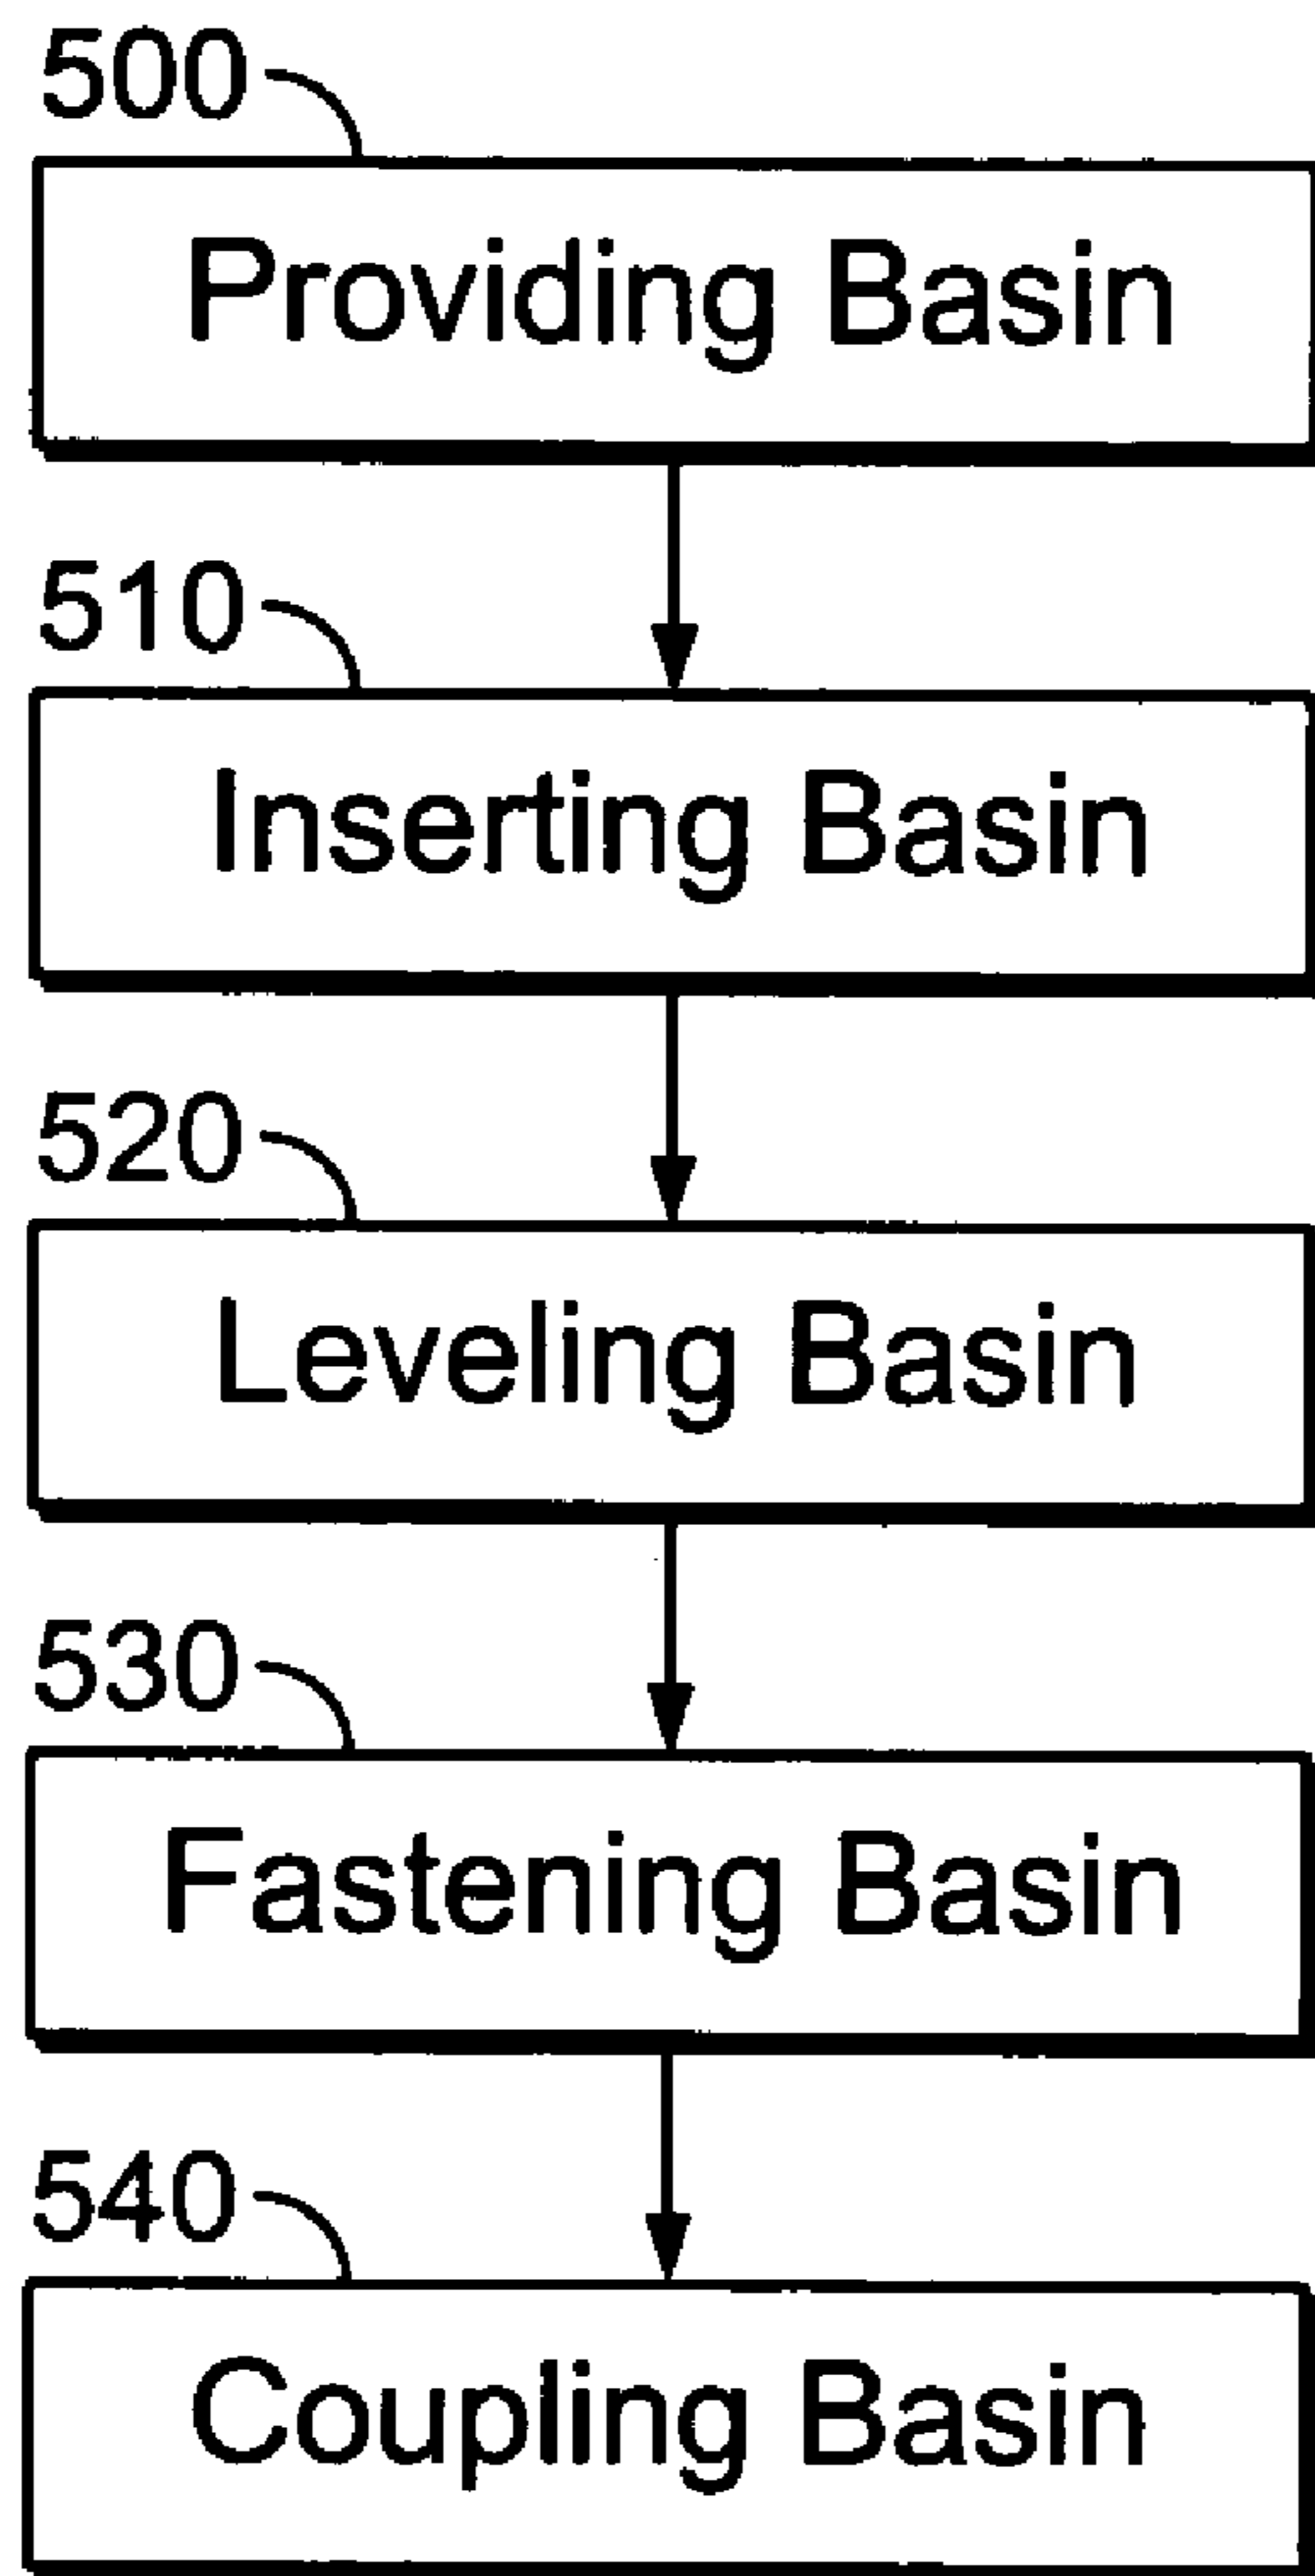 500
Providing Basin
510
Inserting Basin
520
Leveling Basin
530
Fastening Basin
540
Coupling Basin